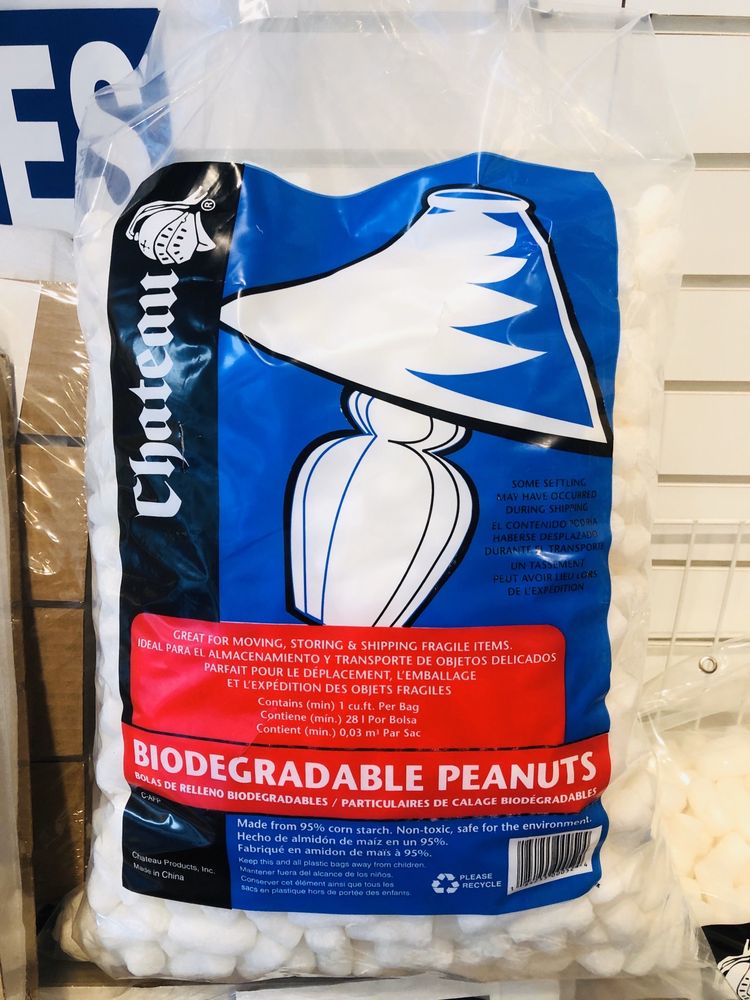 ES
Chateau®
SOME SETTLING
MAY HAVE OCCURRED
DURING SHIPPING
EL CONTENIDO PODRIA
HABERSE DESPLAZADO
DURANTE EL TRANSPORTE
UN TASSEMENT
PEUT AVOIR LIEU LORS
DE L'EXPÉDITION
GREAT FOR MOVING, STORING & SHIPPING FRAGILE ITEMS.
IDEAL PARA EL ALMACENAMIENTO Y TRANSPORTE DE OBJETOS DELICADOS
PARFAIT POUR LE DÉPLACEMENT, L'EMBALLAGE
ET L'EXPÉDITION DES OBJETS FRAGILES
Contains (min) 1 cu.ft. Per Bag
Contiene (min.) 28 l Por Bolsa
Contient (min.) 0,03 m³ Par Sac
BIODEGRADABLE PEANUTS
BOLAS DE RELLENO BIODEGRADABLES / PARTICULAIRES DE CALAGE BIODÉGRADABLES
Made from 95% corn starch. Non-toxic, safe for the environment.
Hecho de almidón de maíz en un 95%.
Fabriqué en amidon de maïs à 95%.
Keep this and all plastic bags away from children.
Mantener fuera del alcance de los niños.
Conserver cet élément ainsi que tous les
sacs en plastique hors de portée des enfants.
Chateau Products, Inc.
Made in China
PLEASE
RECYCLE